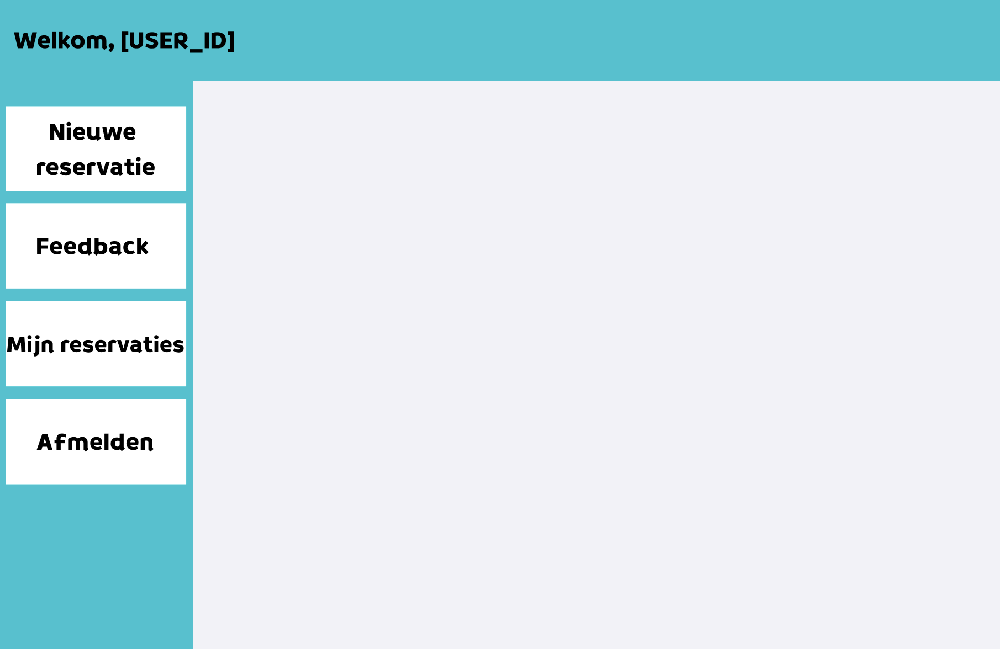 Welkom, [USER_ID]
Nieuwe
reservatie
Feedback
Mijn reservaties
Afmelden